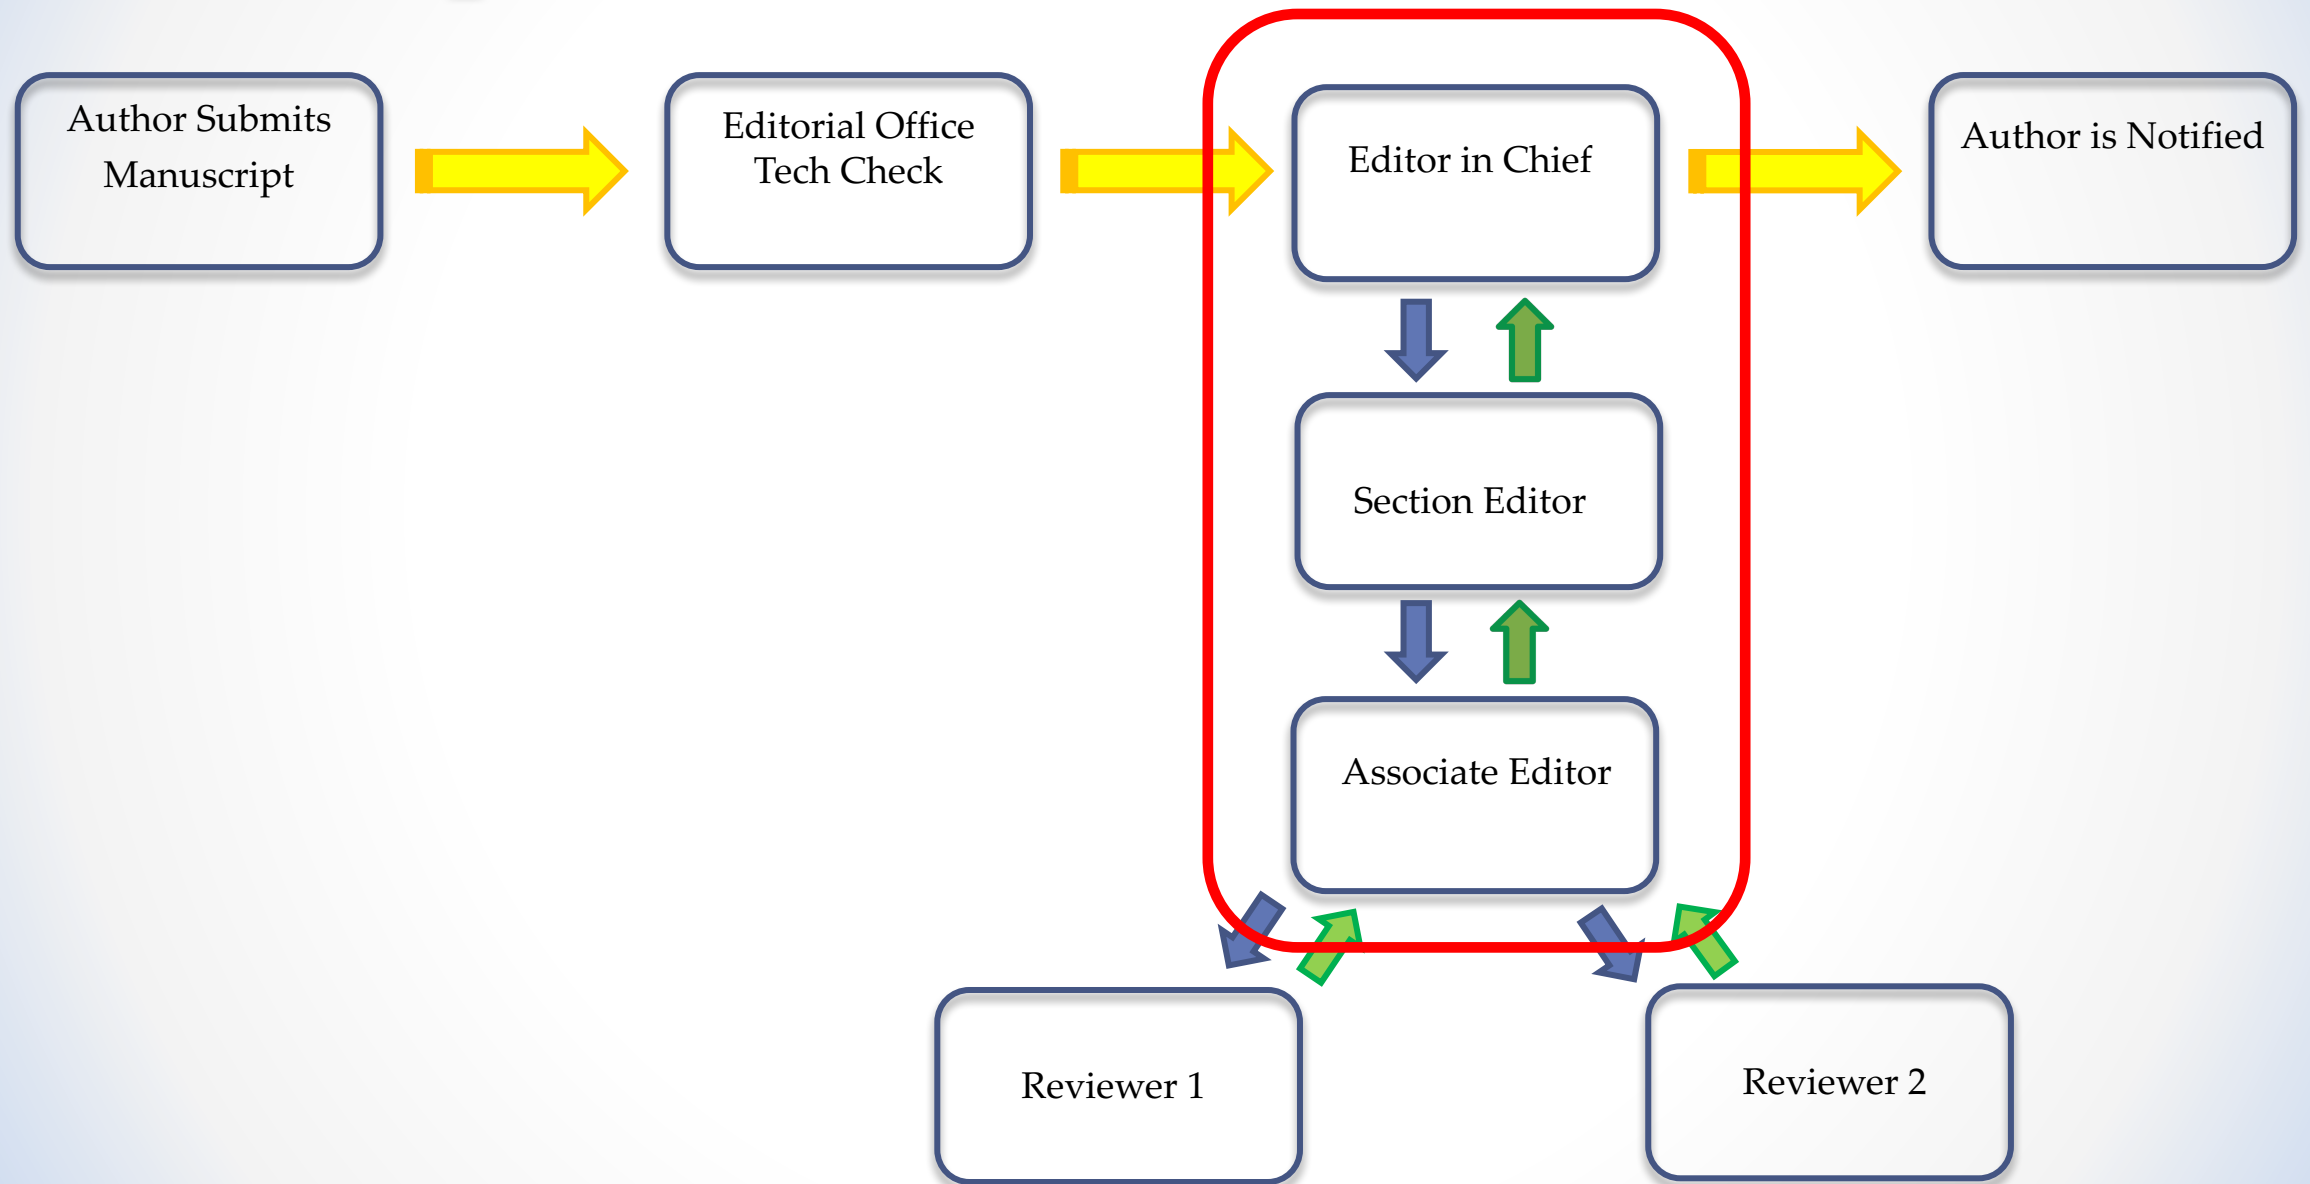 Author Submits
Manuscript
Editorial Office
Tech Check
Editor in Chief
Author is Notified
Section Editor
Associate Editor
Reviewer 1
Reviewer 2